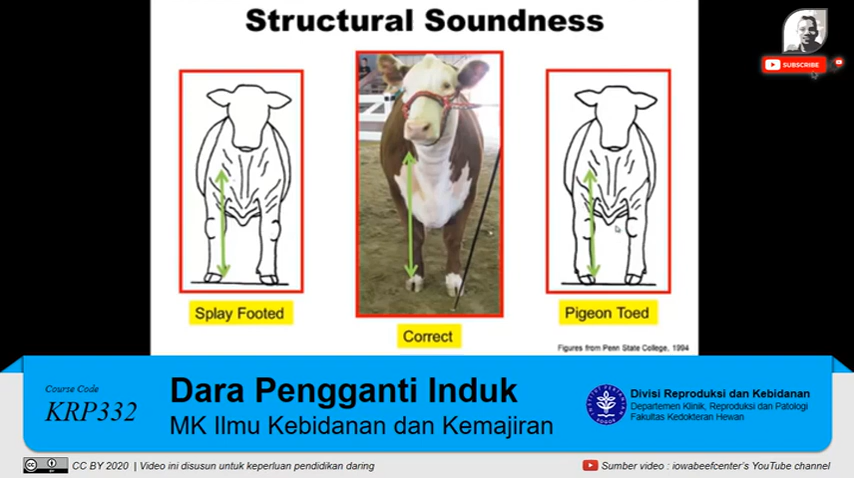 Structural Soundness
SUBSCRIBE
Splay Footed
Correct
Pigeon Toed
Figures from Penn State College, 1994
Course Code
KRP332
Dara Pengganti Induk
MK Ilmu Kebidanan dan Kemajiran
Divisi Reproduksi dan Kebidanan
Departemen Klinik, Reproduksi dan Patologi
Fakultas Kedokteran Hewan
CC BY 2020 | Video ini disusun untuk keperluan pendidikan daring
Sumber video : iowabeefcenter's YouTube channel